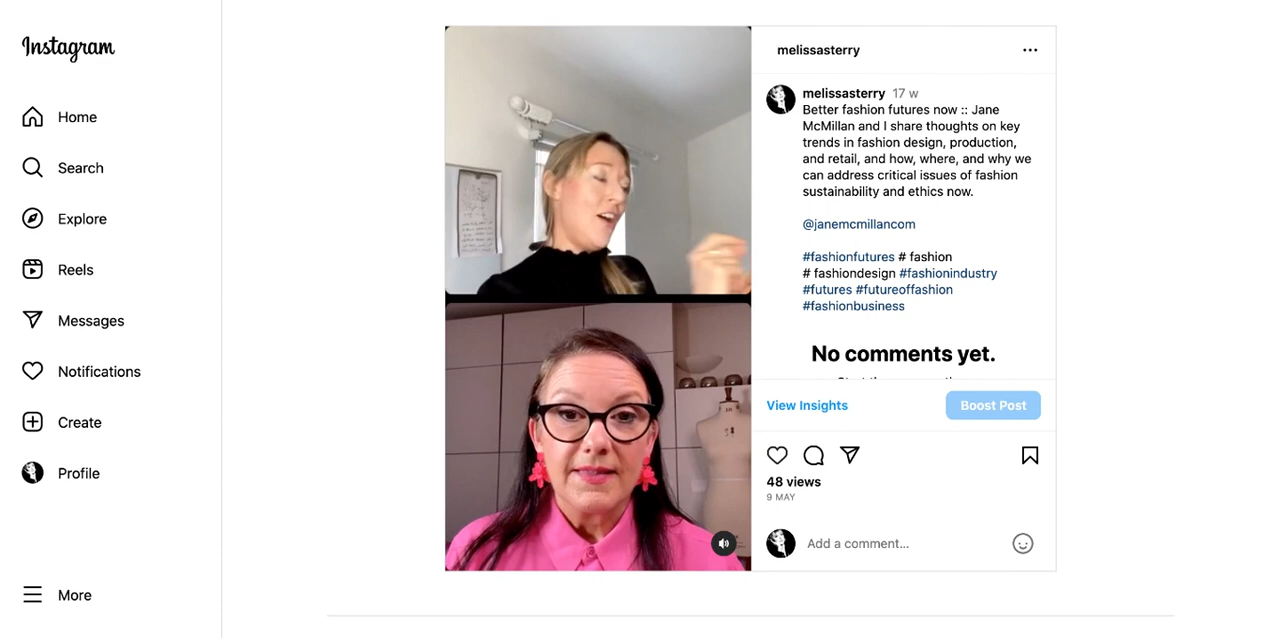 Instagram
Home
Search
Explore
Reels
Messages
Notifications
Create
Profile
More
melissasterry
melissasterry 17 w
Better fashion futures now :: Jane
McMillan and I share thoughts on key
trends in fashion design, production,
and retail, and how, where, and why we
can address critical issues of fashion
sustainability and ethics now.
@janemcmillancom
#fashionfutures # fashion
# fashiondesign #fashionindustry
#futures #futureoffashion
#fashionbusiness
No comments yet.
View Insights
Boost Post
48 views
9 MAY
Add a comment...